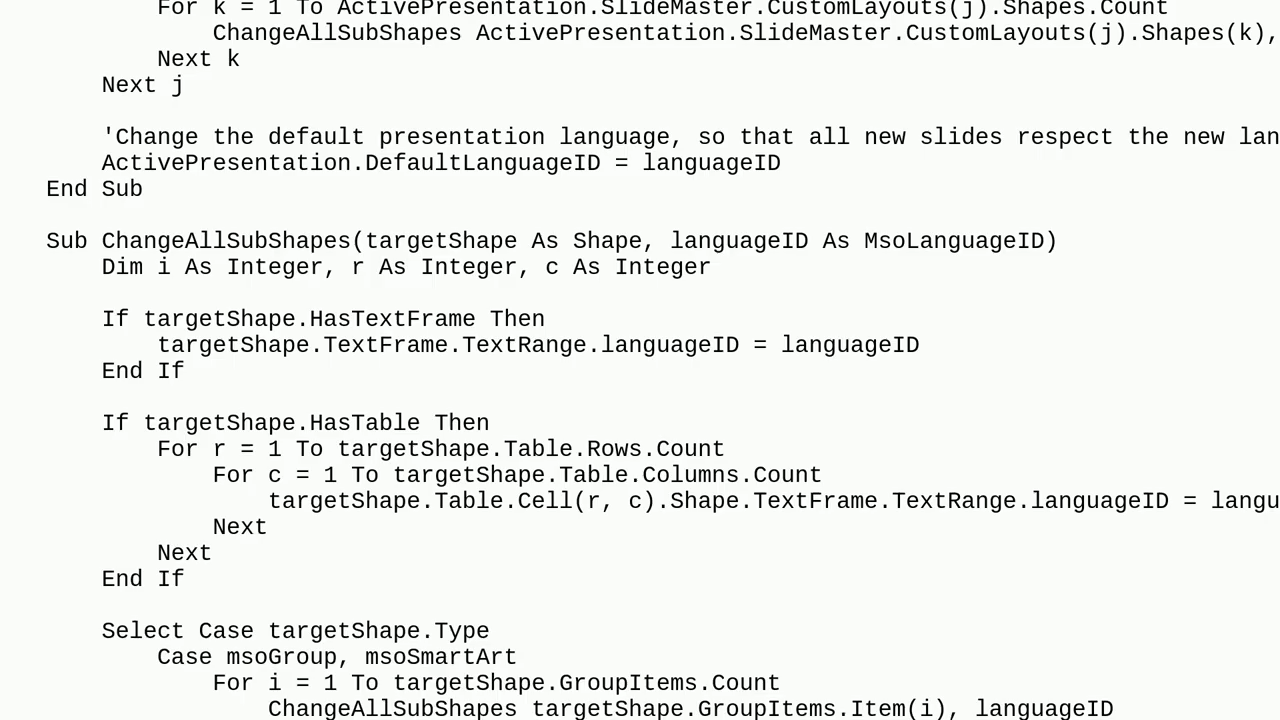 For k = 1 To ActivePresentation.SlideMaster.CustomLayouts(j).Shapes.Count
ChangeAllSubShapes ActivePresentation.SlideMaster.CustomLayouts(j).Shapes(k),
Next k
Next j
'Change the default presentation language, so that all new slides respect the new lan
ActivePresentation.DefaultLanguageID = languageID
End Sub
Sub ChangeAllSubShapes(targetShape As Shape, languageID As MsoLanguageID)
Dim i As Integer, r As Integer, c As Integer
If targetShape.HasTextFrame Then
targetShape.TextFrame.TextRange.languageID = languageID
End If
If targetShape.HasTable Then
For r = 1 To targetShape.Table.Rows.Count
For c = 1 To targetShape.Table.Columns.Count
targetShape.Table.Cell(r, c).Shape.TextFrame.TextRange.languageID = langu
Next
Next
End If
Select Case targetShape.Type
Case msoGroup, msoSmartArt
For i = 1 To targetShape.GroupItems.Count
ChangeAllSubShapes targetShape.GroupItems.Item(i), languageID